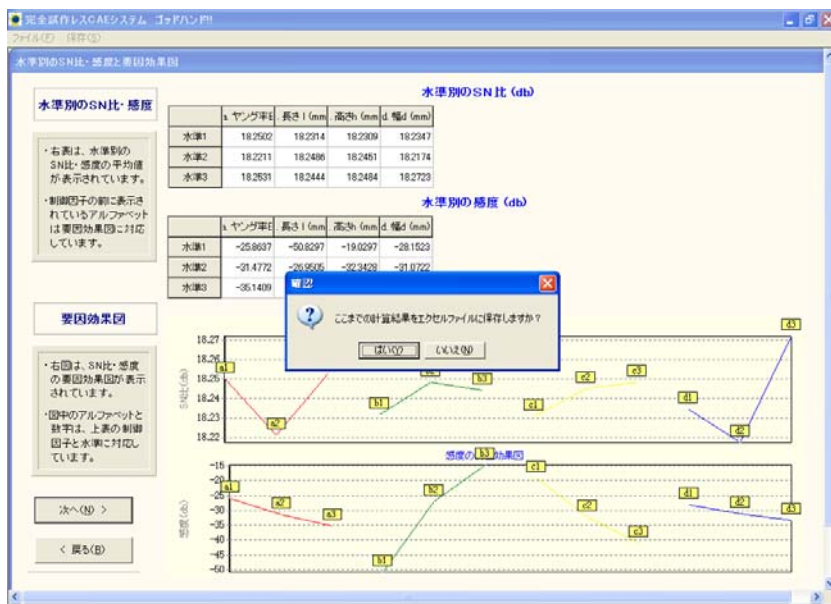 完全試作レスCAEシステム ゴッドハンド!!
ファイル(F) 保存(S)
水準別のSN比・感度と要因効果図
水準別のSN比・感度
・右表は、水準別の
SN比・感度の平均値
が表示されています。
・制御因子の前に表示さ
れているアルファベット
は要因効果図に対応
しています。
要因効果図
・右図は、SN比・感度
の要因効果図が表示
されています。
・図中のアルファベットと
数字は、上表の制御
因子と水準に対応し
ています。
次へ(N) >
< 戻る(B)
水準別のSN比 (db)
ヤング率E 長さl (mm 高さh (mm d. 幅d (mm)
水準1 18.2502 18.2314 18.2309 18.2347
水準2 18.2211 18.2486 18.2451 18.2174
水準3 18.2531 18.2444 18.2484 18.2723
水準別の感度 (db)
ヤング率E 長さl (mm 高さh (mm d. 幅d (mm)
水準1 -25.8637 -50.8297 -19.0297 -28.1523
水準2 -31.4772 -26.9505 -32.3428 -31.0722
水準3 -35.1409
確認
ここまでの計算結果をエクセルファイルに保存しますか?
はい(Y) いいえ(N)
SN比(db)
18.27
18.26
18.25
18.24
18.23
18.22
a1 a2 b1 b3 c1 c2 c3 d1 d2 d3
感度の 効果図
感度(db)
-15
-20
-25
-30
-35
-40
-45
-50
a1 a2 a3 b1 b2 b3 c1 c2 c3 d1 d2 d3